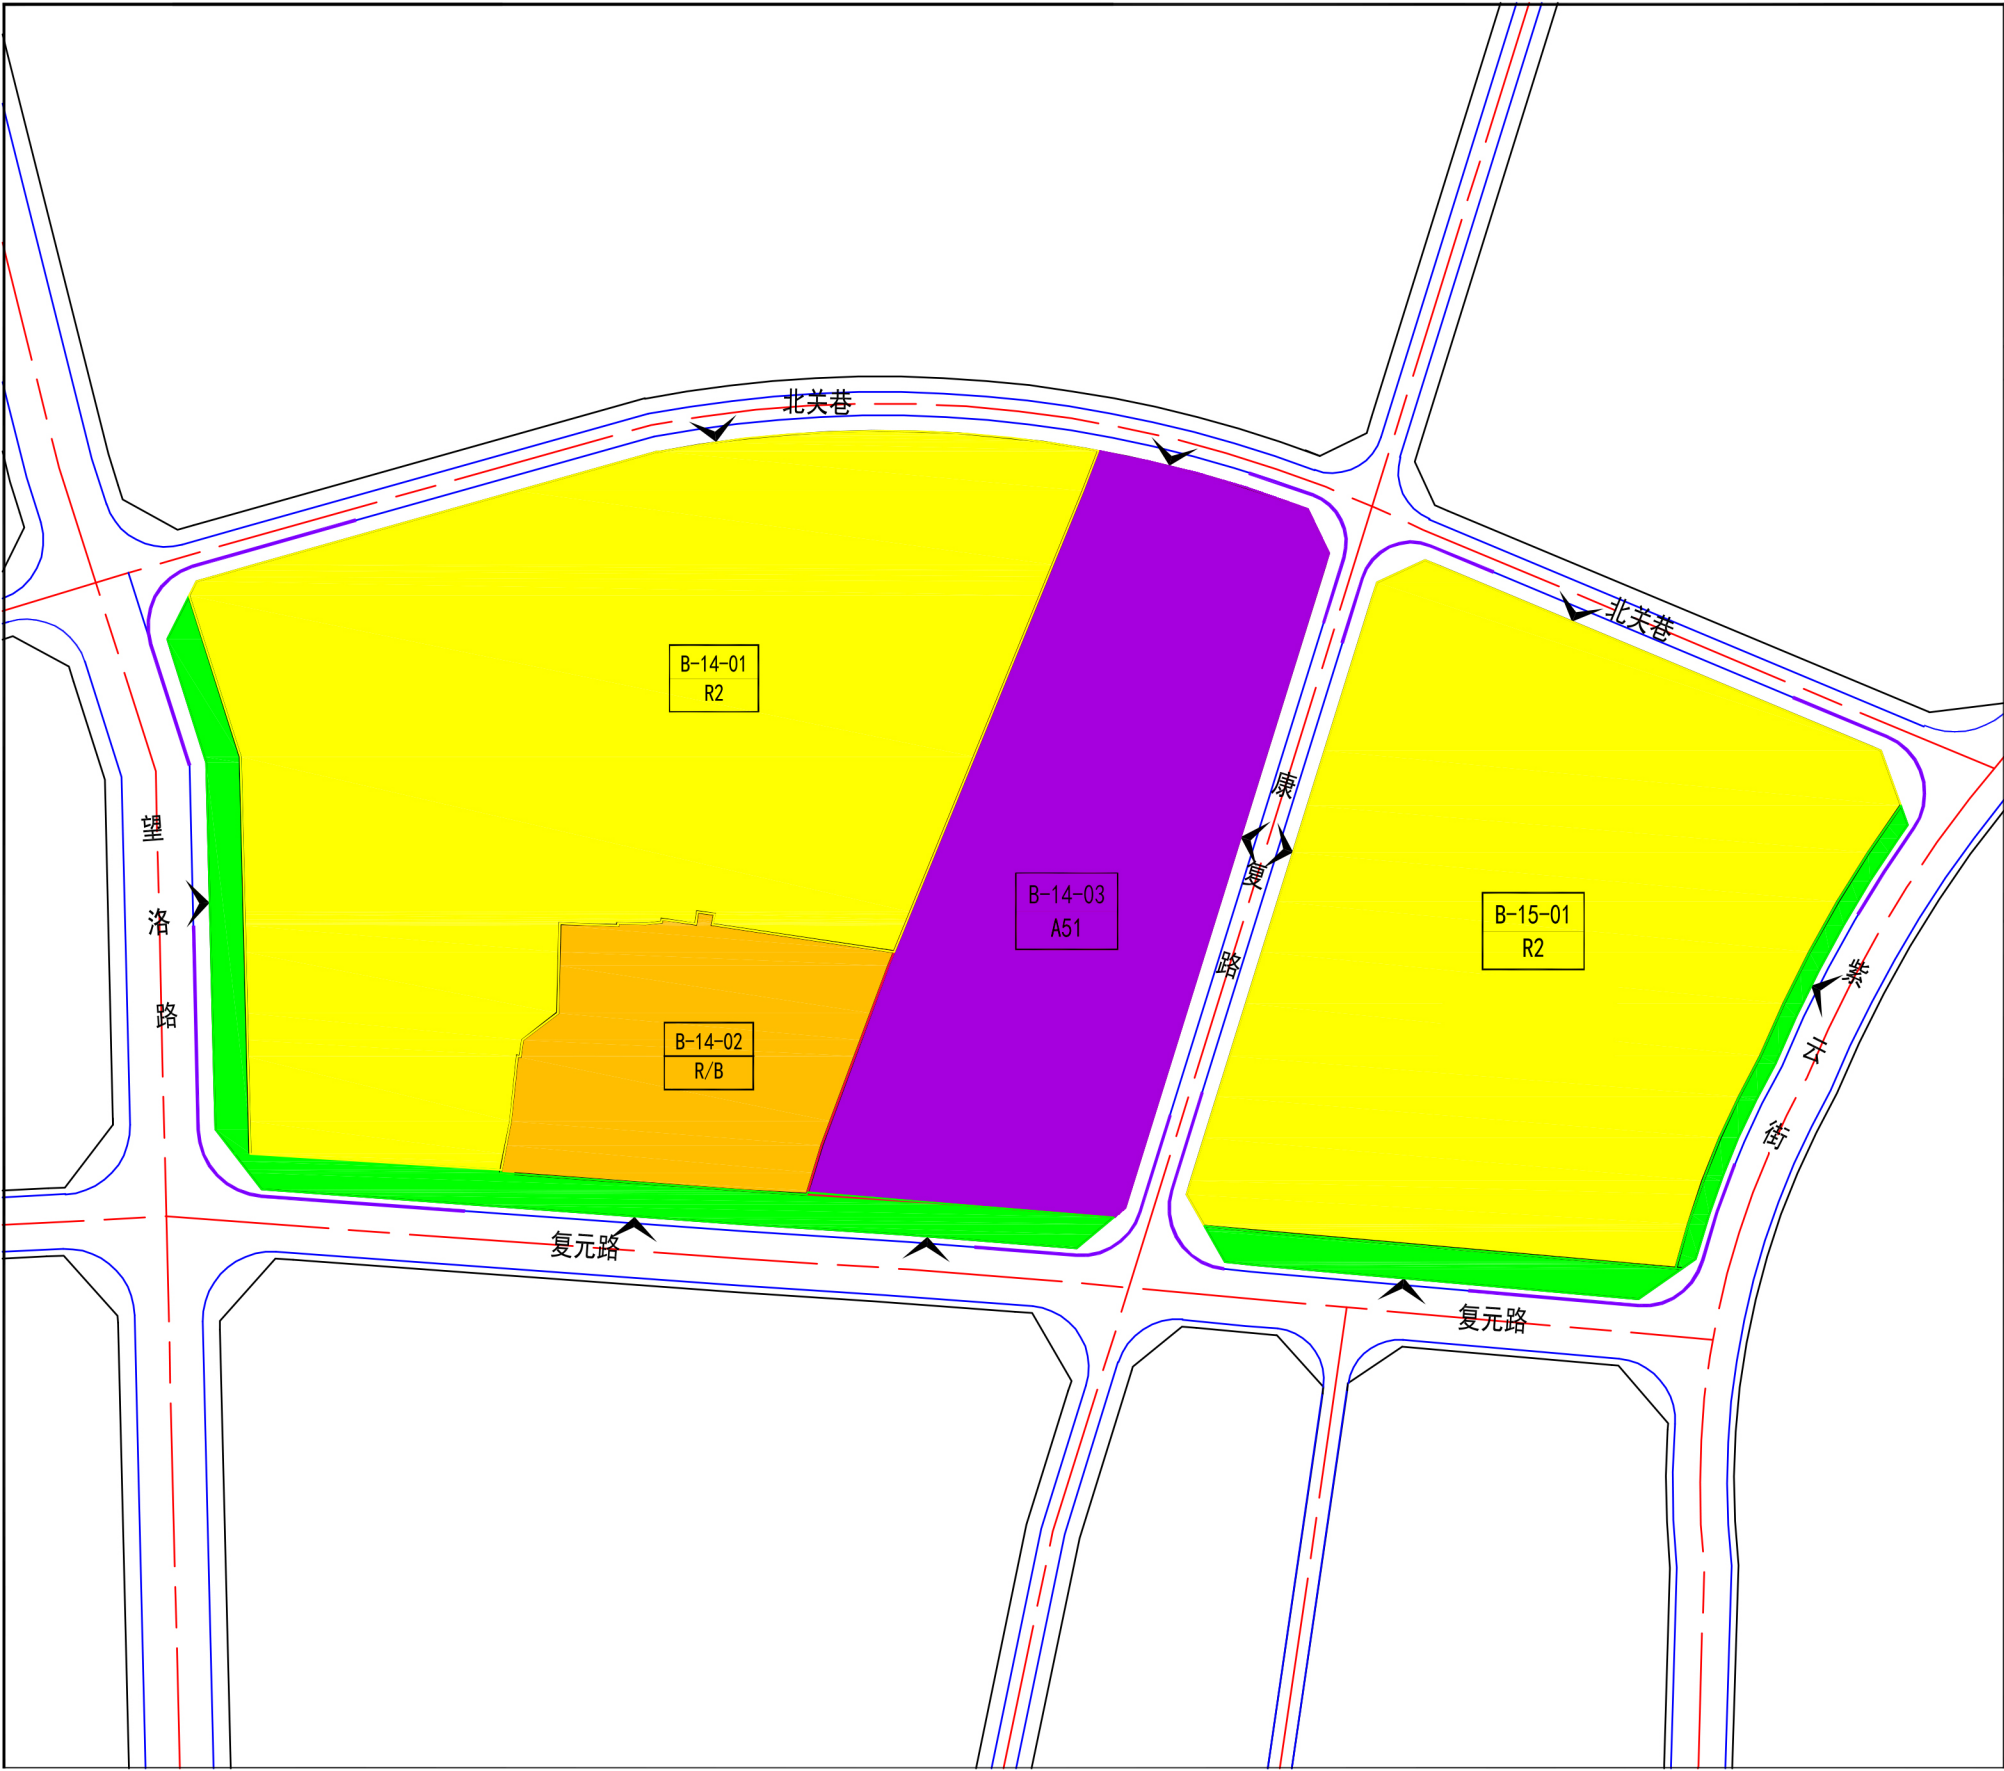 北关巷
北关巷
B-14-01
R2
康复路
望洛路
B-14-03
A51
B-15-01
R2
紫云街
B-14-02
R/B
复元路
复元路